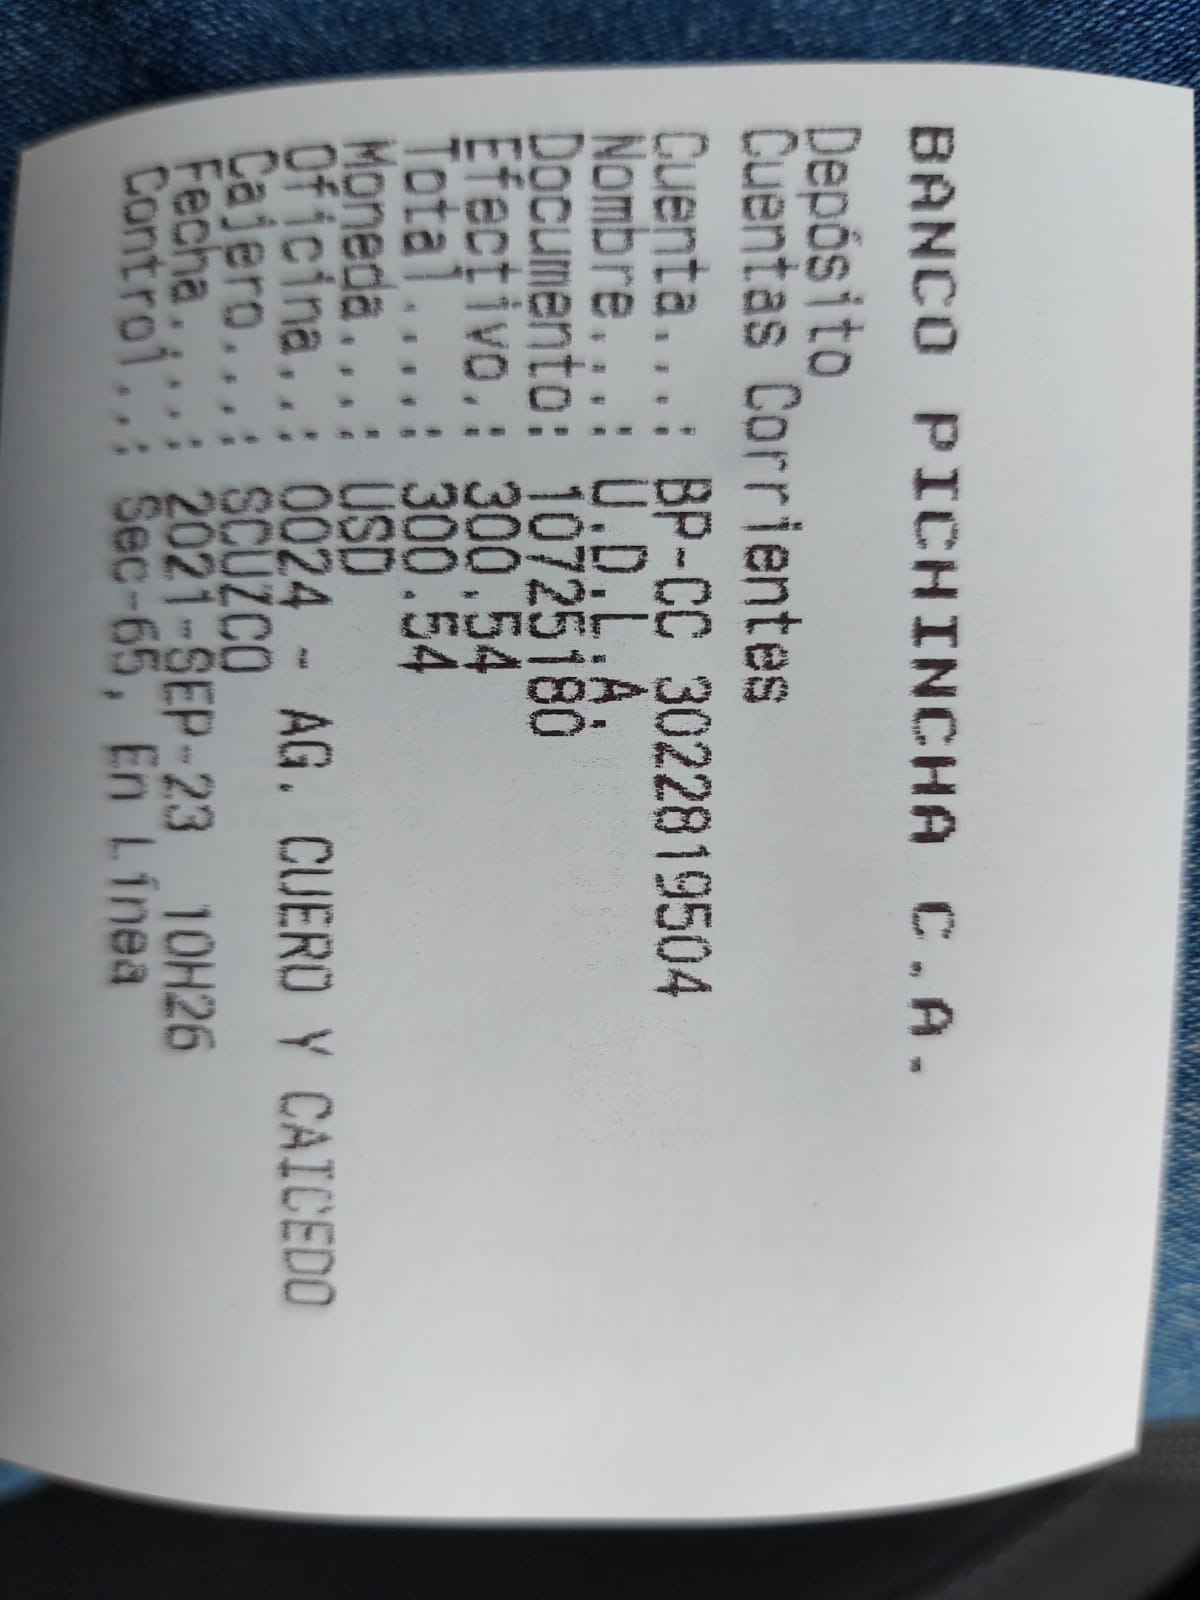 BANCO PICHINCHA C.A.
Depósito
Cuentas Corrientes
Cuenta....: BP-CC 3022819504
Nombre....: U.D.L.A.
Documento: 10725180
Efectivo.: 300.54
Total.....: 300.54
Moneda....: USD
Oficina...: 0024 - AG. CUERO Y CAICEDO
Cajero....: SCUZCO
Fecha.....: 2021-SEP-23 10H26
Control...: Sec-65, En Línea